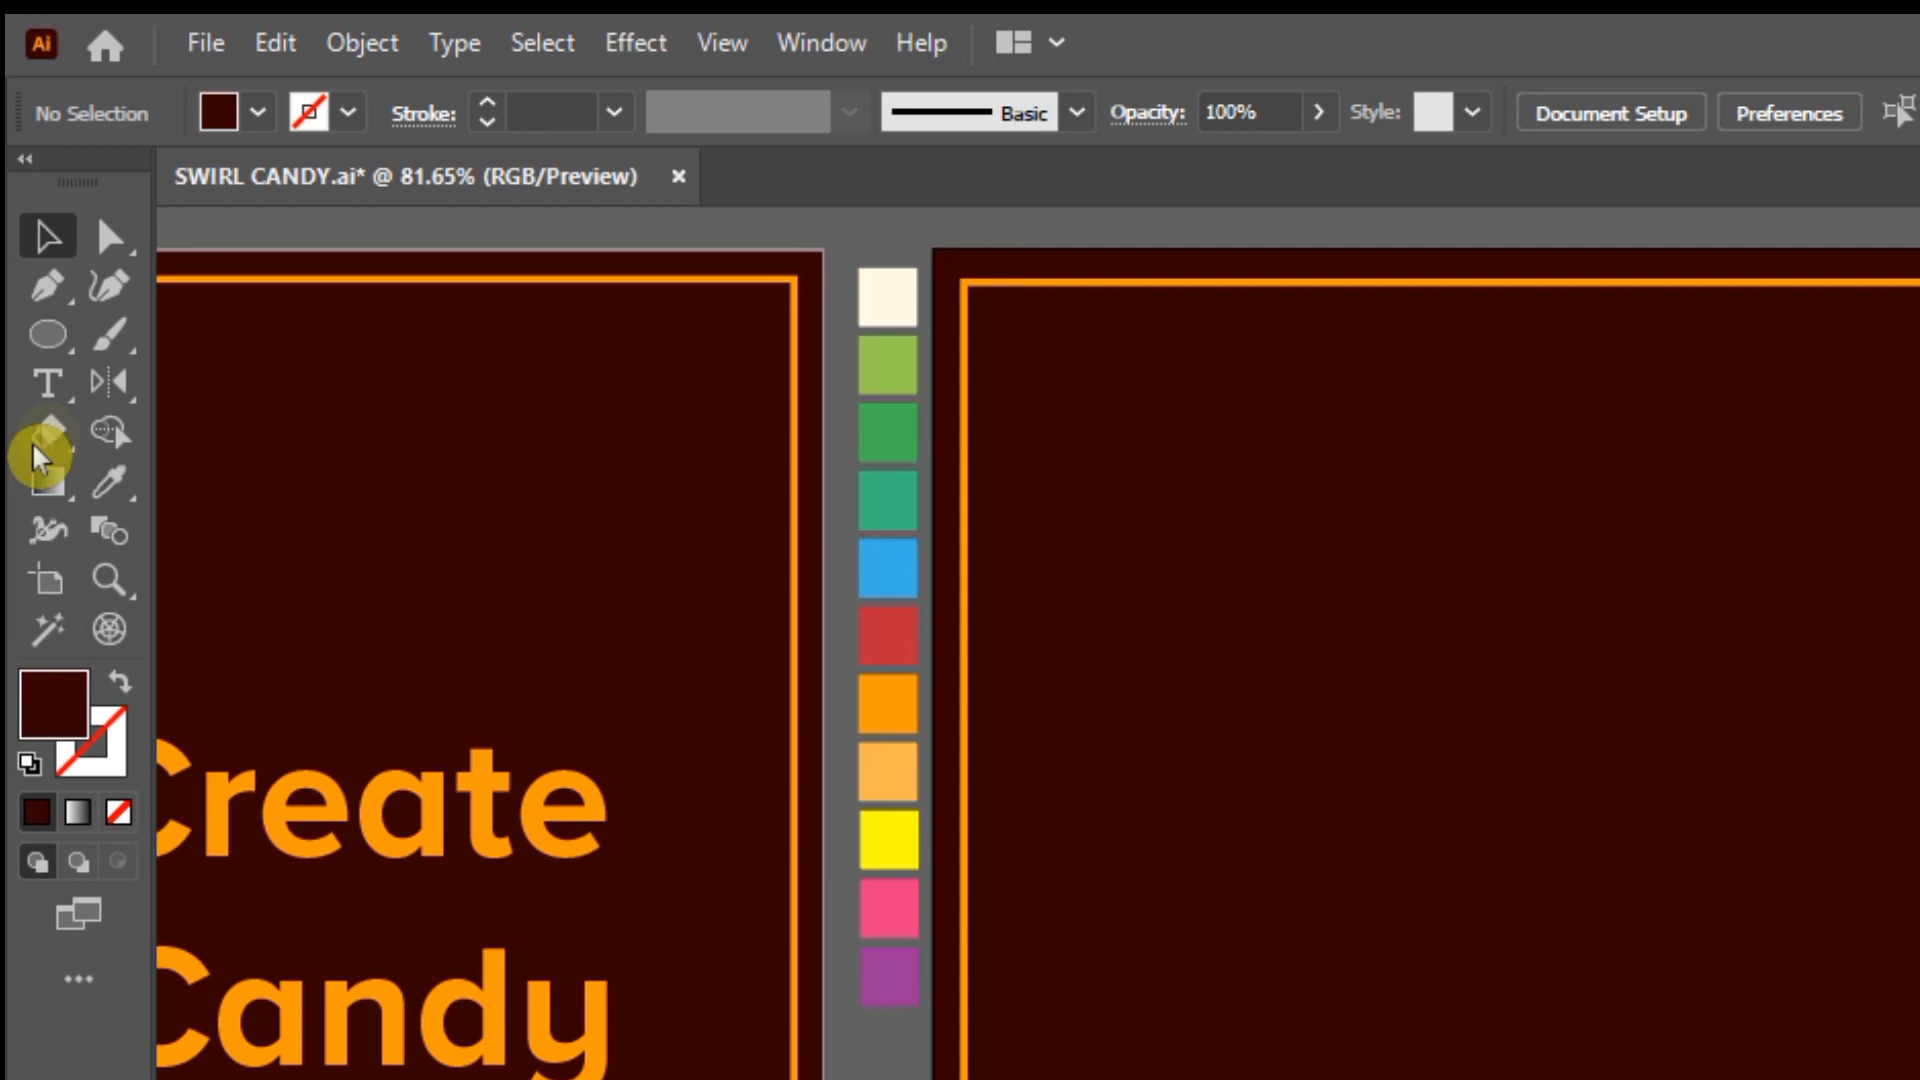 Ai File Edit Object Type Select Effect View Window Help
No Selection Stroke: Basic Opacity: 100% Style: Document Setup Preferences
SWIRL CANDY.ai* @ 81.65% (RGB/Preview) ×
T
Create
Candy